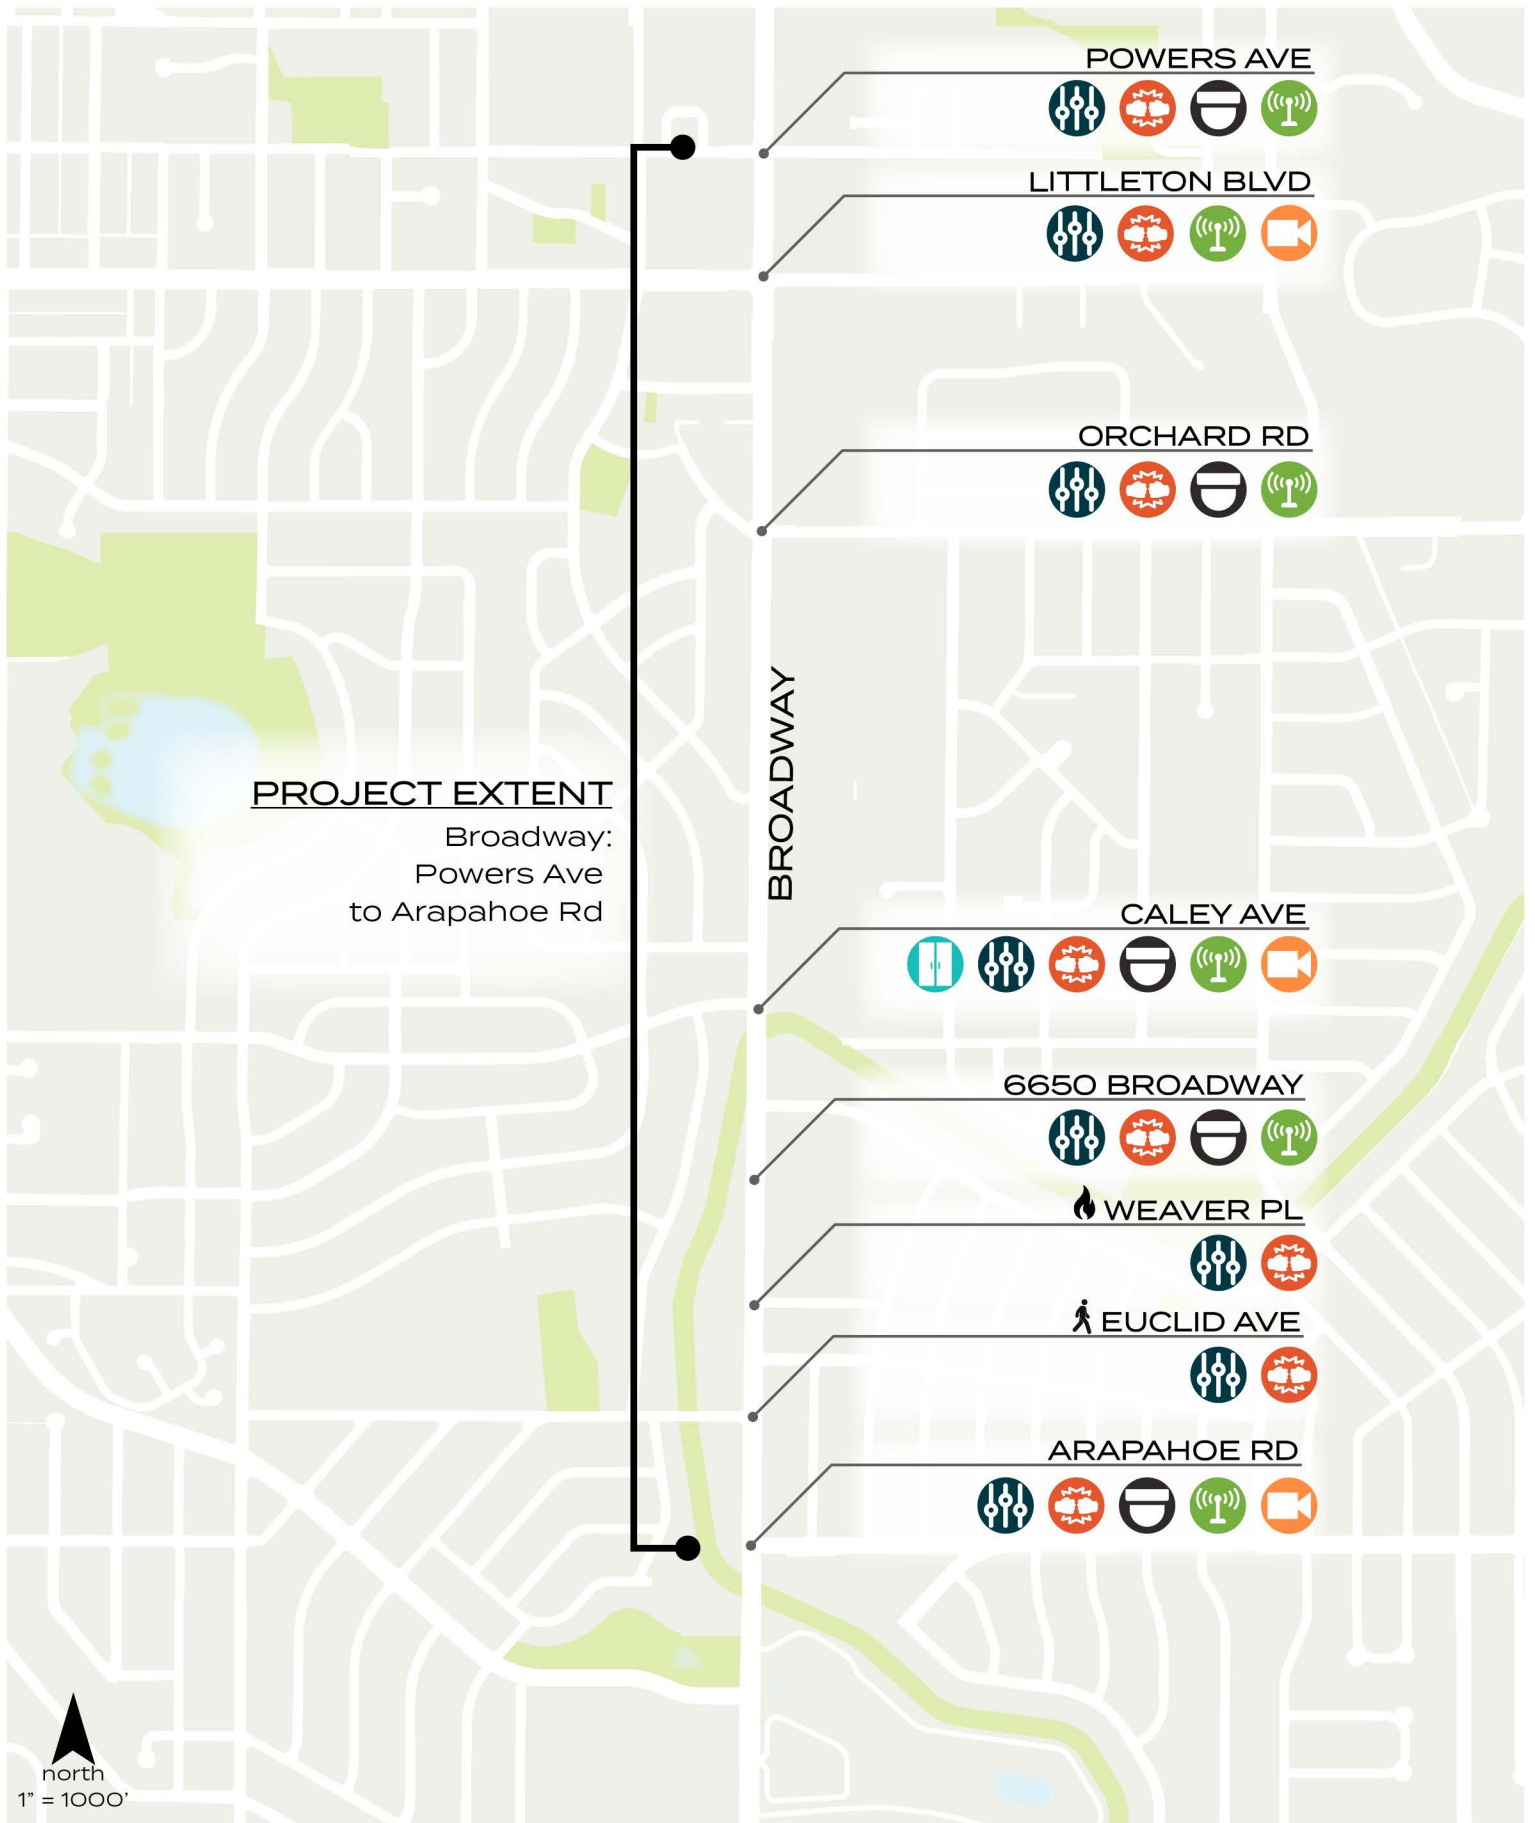 POWERS AVE
LITTLETON BLVD
ORCHARD RD
BROADWAY
PROJECT EXTENT
Broadway:
Powers Ave
to Arapahoe Rd
CALEY AVE
6650 BROADWAY
WEAVER PL
EUCLID AVE
ARAPAHOE RD
north
1" = 1000'